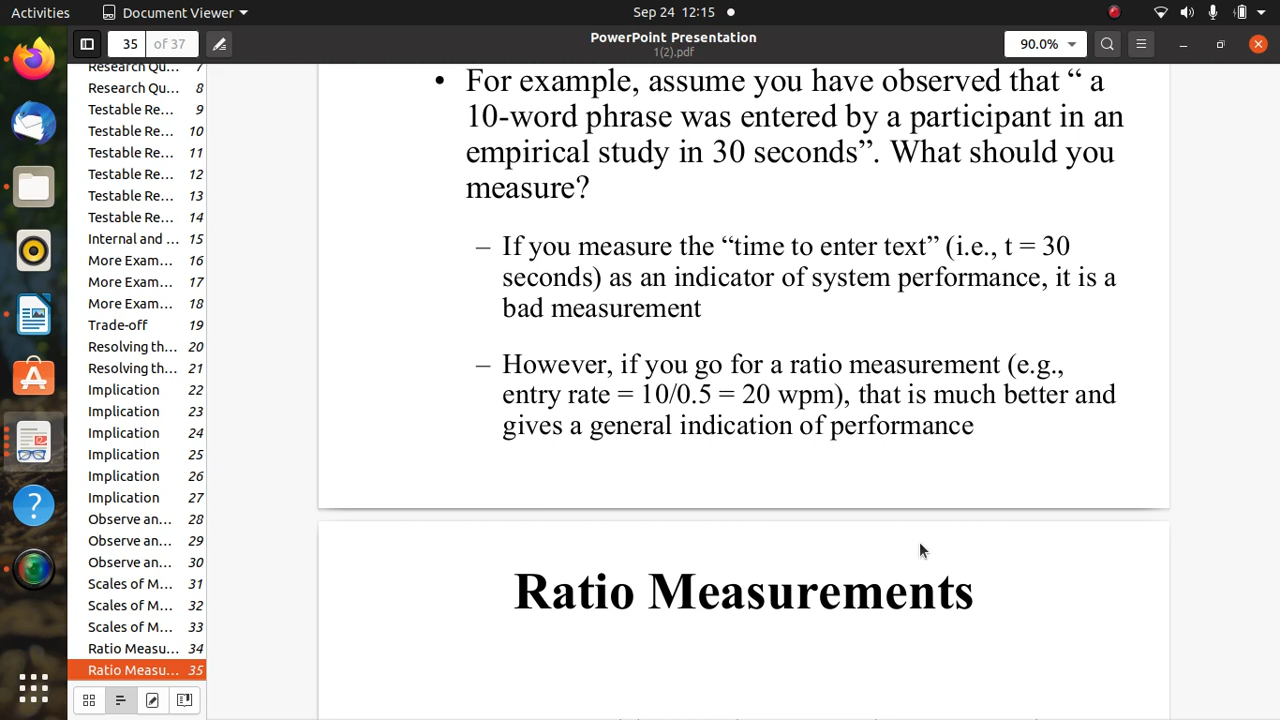 Activities
Document Viewer
Sep 24 12:15
35 of 37
PowerPoint Presentation
1(2).pdf
90.0%
Research Qu... 7
Research Qu... 8
Testable Re... 9
Testable Re... 10
Testable Re... 11
Testable Re... 12
Testable Re... 13
Testable Re... 14
Internal and ... 15
More Exam... 16
More Exam... 17
More Exam... 18
Trade-off 19
Resolving th... 20
Resolving th... 21
Implication 22
Implication 23
Implication 24
Implication 25
Implication 26
Implication 27
Observe an... 28
Observe an... 29
Observe an... 30
Scales of M... 31
Scales of M... 32
Scales of M... 33
Ratio Measu... 34
Ratio Measu... 35
• For example, assume you have observed that “ a
10-word phrase was entered by a participant in an
empirical study in 30 seconds”. What should you
measure?
– If you measure the “time to enter text” (i.e., t = 30
seconds) as an indicator of system performance, it is a
bad measurement
– However, if you go for a ratio measurement (e.g.,
entry rate = 10/0.5 = 20 wpm), that is much better and
gives a general indication of performance
Ratio Measurements